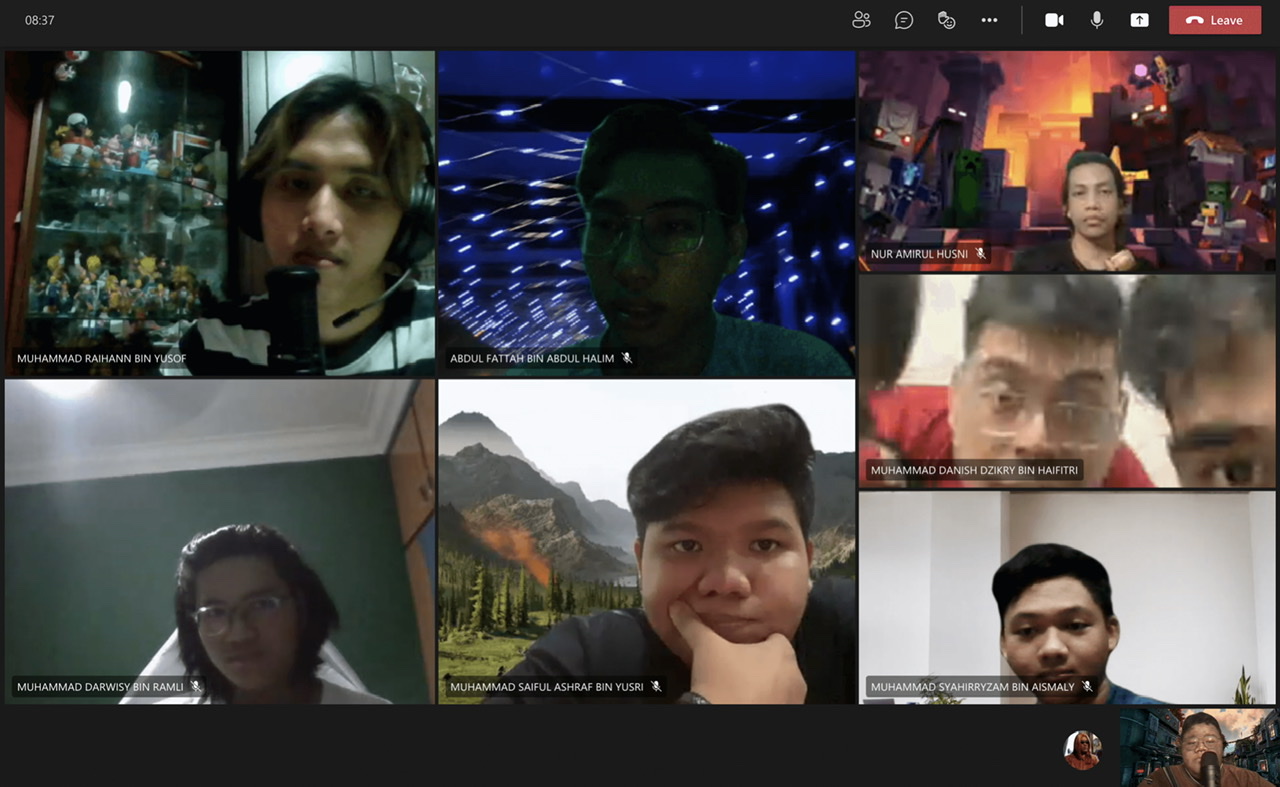 08:37
Leave
MUHAMMAD RAIHANN BIN YUSOF
ABDUL FATTAH BIN ABDUL HALIM
NUR AMIRUL HUSNI
MUHAMMAD DANISH DZIKRY BIN HAIFITRI
MUHAMMAD DARWISY BIN RAMLI
MUHAMMAD SAIFUL ASHRAF BIN YUSRI
MUHAMMAD SYAHIRRYZAM BIN AISMALY